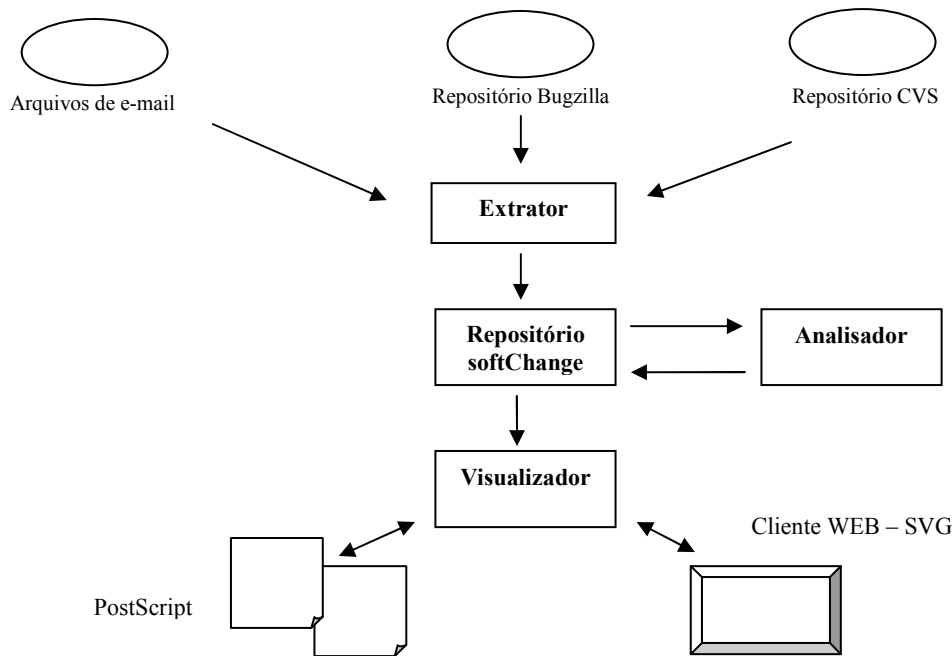 Arquivos de e-mail
Repositório Bugzilla
Repositório CVS
Extrator
Repositório
softChange
Analisador
Visualizador
Cliente WEB – SVG
PostScript